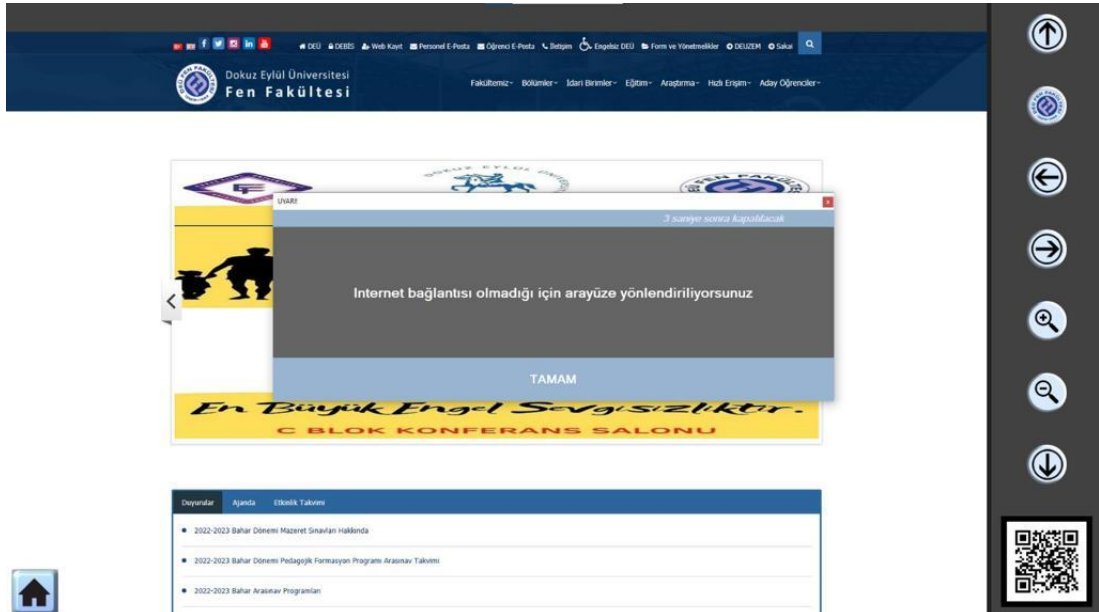 DEÜ DEBİS Web Kayıt Personel E-Posta Öğrenci E-Posta İletişim Engelsiz DEÜ Form ve Yönetmelikler DEUZEM Sakai
Dokuz Eylül Üniversitesi
Fen Fakültesi
Fakültemiz Bölümler İdari Birimler Eğitim Araştırma Hızlı Erişim Aday Öğrenciler
DOKUZ EYLÜL
UYARI!
3 saniye sonra kapatılacak
Internet bağlantısı olmadığı için arayüze yönlendiriliyorsunuz
TAMAM
En Büyük Engel Sevgisizliktir.
C BLOK KONFERANS SALONU
Duyurular Ajanda Etkinlik Takvimi
2022-2023 Bahar Dönemi Mazeret Sınavları Hakkında
2022-2023 Bahar Dönemi Pedagojik Formasyon Programı Arasınav Takvimi
2022-2023 Bahar Arasınav Programları